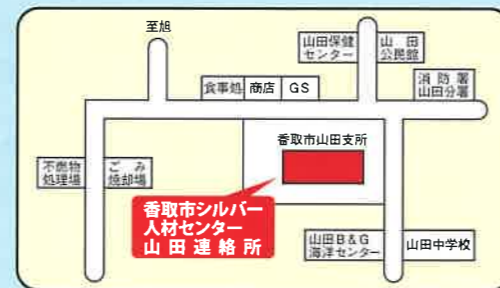 至旭
山田保健
センター
山田
公民館
消防署
山田分署
食事処
商店
GS
香取市山田支所
不燃物
処理場
ごみ
焼却場
香取市シルバー
人材センター
山田連絡所
山田B&G
海洋センター
山田中学校